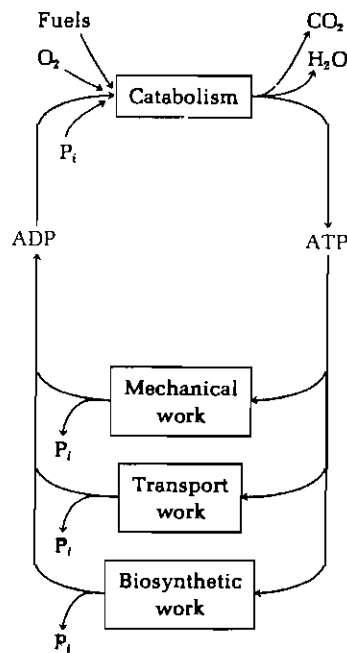 Fuels
CO₂
O₂
H₂O
Catabolism
Pᵢ
ADP
ATP
Mechanical
work
Pᵢ
Transport
work
Pᵢ
Biosynthetic
work
Pᵢ